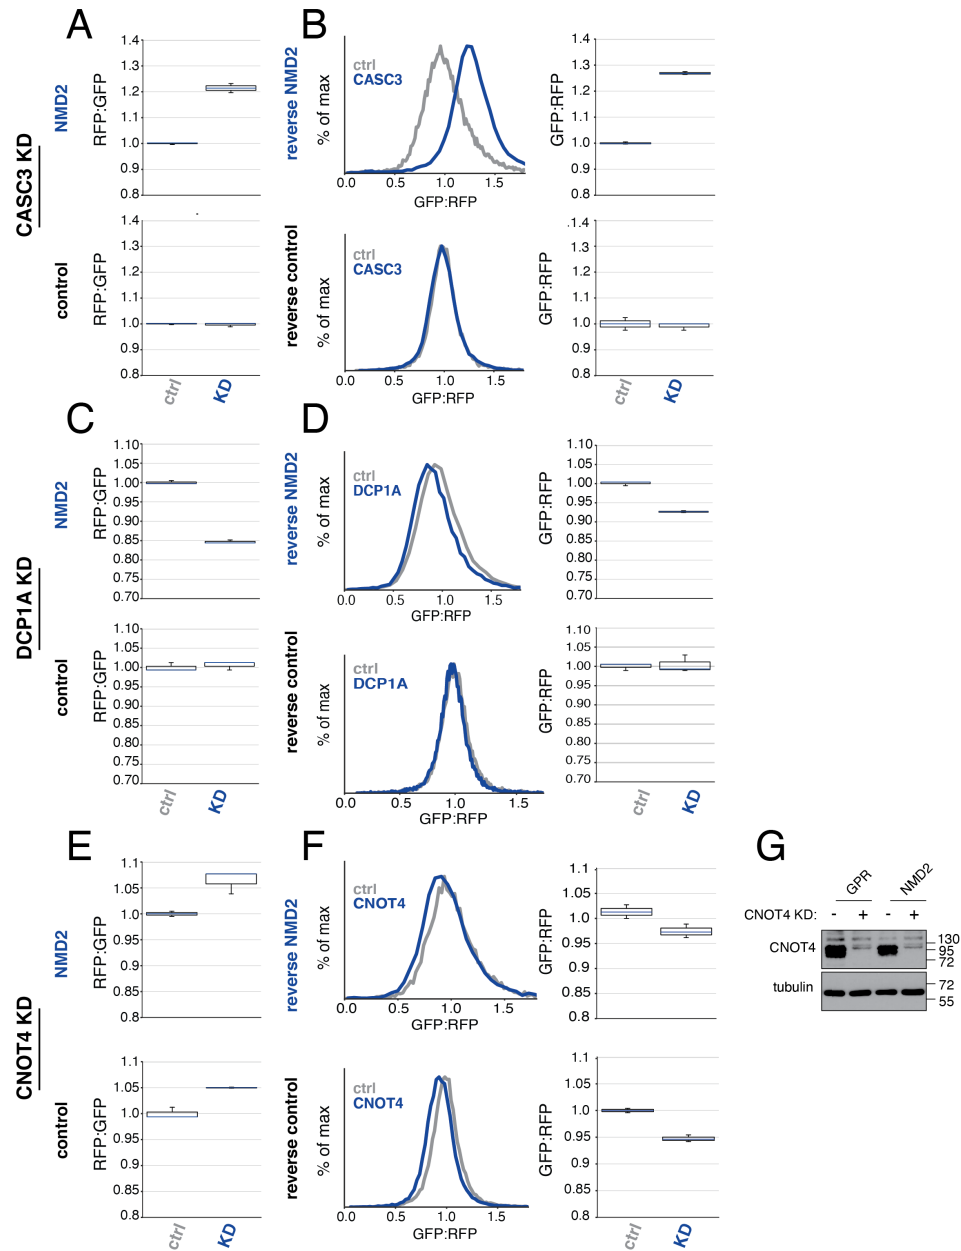 A
B
CASC3 KD
NMD2
RFP:GFP
1.4
1.3
1.2
1.1
1.0
0.9
0.8
reverse NMD2
% of max
ctrl
CASC3
0.0 0.5 1.0 1.5
GFP:RFP
GFP:RFP
1.4
1.3
1.2
1.1
1.0
0.9
0.8
control
RFP:GFP
1.4
1.3
1.2
1.1
1.0
0.9
0.8
ctrl KD
reverse control
% of max
ctrl
CASC3
0.0 0.5 1.0 1.5
GFP:RFP
GFP:RFP
.1.4
1.3
1.2
1.1
1.0
0.9
0.8
ctrl KD
C
D
DCP1A KD
NMD2
RFP:GFP
1.10
1.05
1.00
0.95
0.90
0.85
0.80
0.75
0.70
reverse NMD2
% of max
ctrl
DCP1A
0.0 0.5 1.0 1.5
GFP:RFP
GFP:RFP
1.10
1.05
1.00
0.95
0.90
0.85
0.80
0.75
0.70
control
RFP:GFP
1.10
1.05
1.00
0.95
0.90
0.85
0.80
0.75
0.70
ctrl KD
reverse control
% of max
ctrl
DCP1A
0.0 0.5 1.0 1.5
GFP:RFP
GFP:RFP
1.10
1.05
1.00
0.95
0.90
0.85
0.80
0.75
0.70
ctrl KD
E
F
G
CNOT4 KD
NMD2
RFP:GFP
1.1
1.05
1.0
0.95
0.9
0.85
0.8
reverse NMD2
% of max
ctrl
CNOT4
0.0 0.5 1.0 1.5
GFP:RFP
GFP:RFP
1.1
1.05
1.0
0.95
0.9
0.85
0.8
GPR NMD2
CNOT4 KD: - + - +
CNOT4
130
95
72
tubulin
72
55
control
RFP:GFP
1.1
1.05
1.0
0.95
0.9
0.85
0.8
ctrl KD
reverse control
% of max
ctrl
CNOT4
0.0 0.5 1.0 1.5
GFP:RFP
GFP:RFP
1.1
1.05
1.0
0.95
0.9
0.85
0.8
ctrl KD